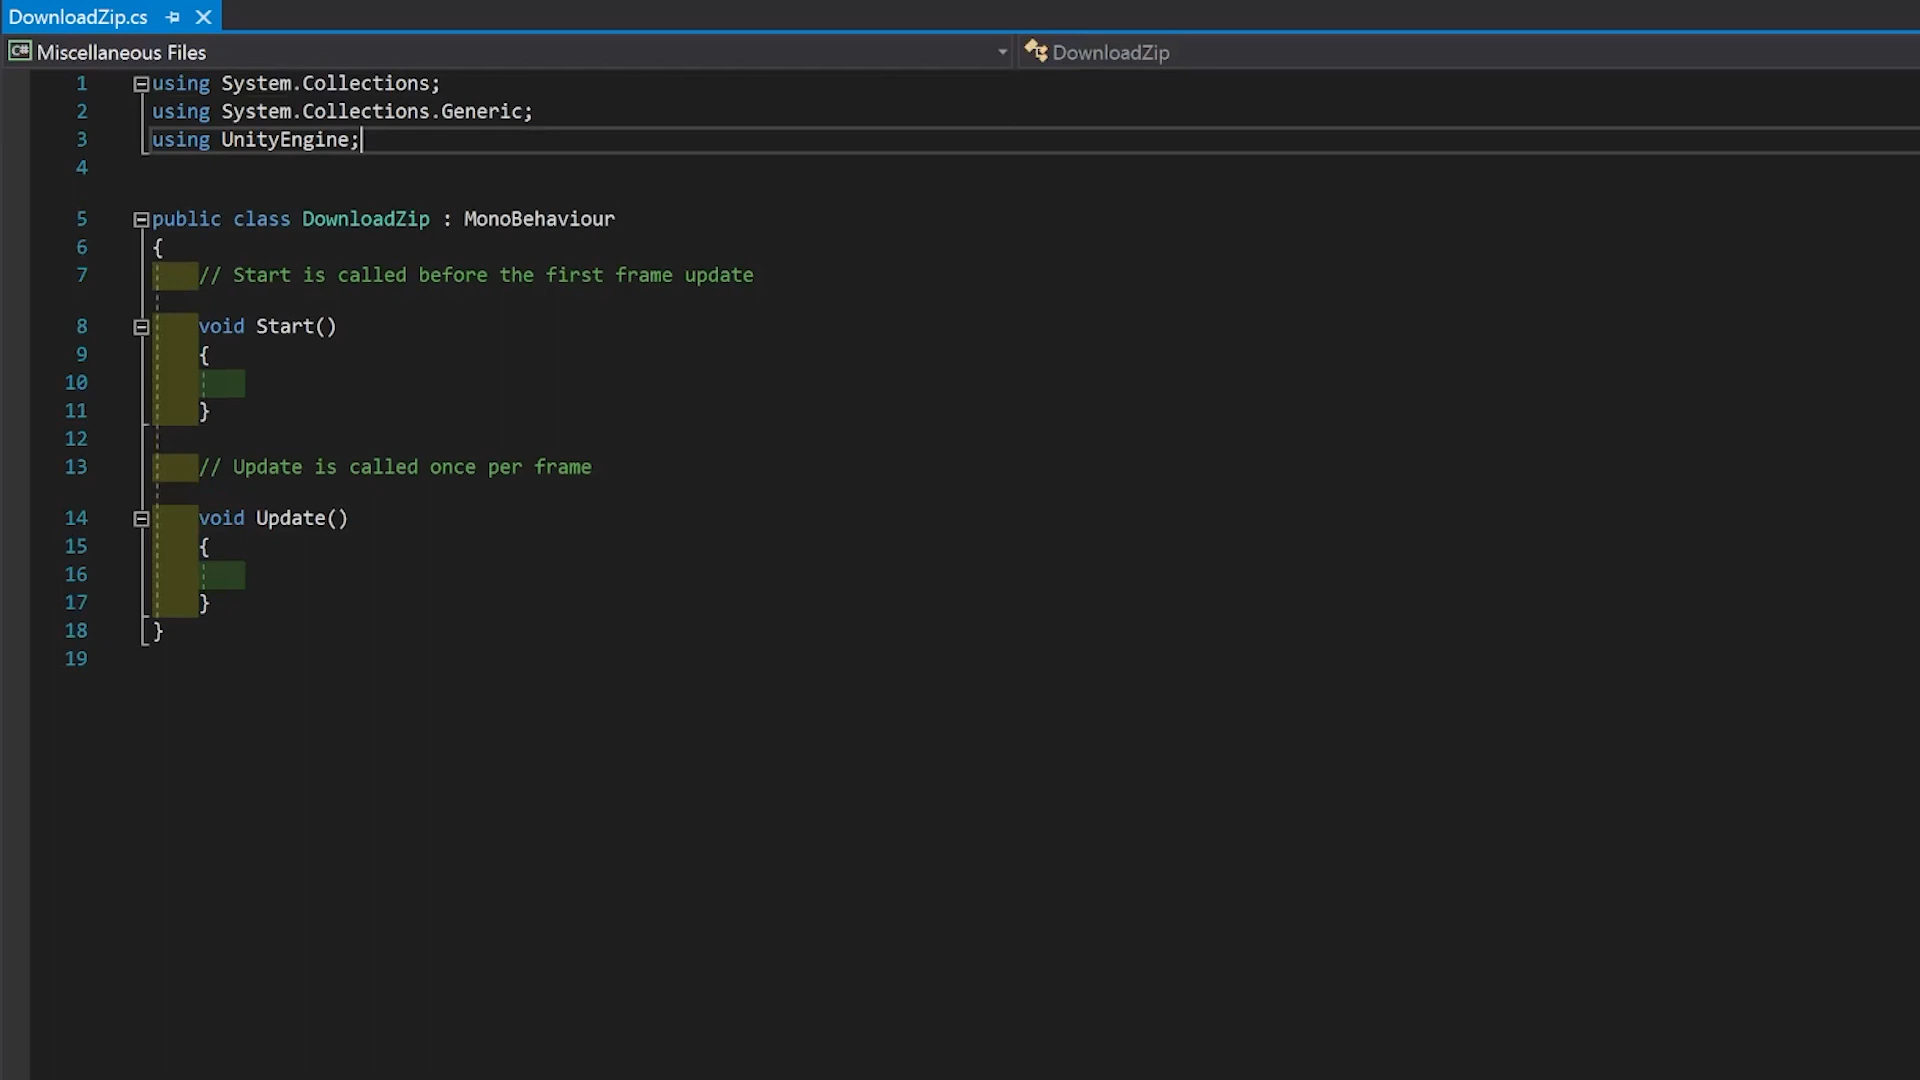 DownloadZip.cs
C# Miscellaneous Files
DownloadZip
1 using System.Collections;
2 using System.Collections.Generic;
3 using UnityEngine;
4
5 public class DownloadZip : MonoBehaviour
6 {
7 // Start is called before the first frame update
8 void Start()
9 {
10
11 }
12
13 // Update is called once per frame
14 void Update()
15 {
16
17 }
18 }
19